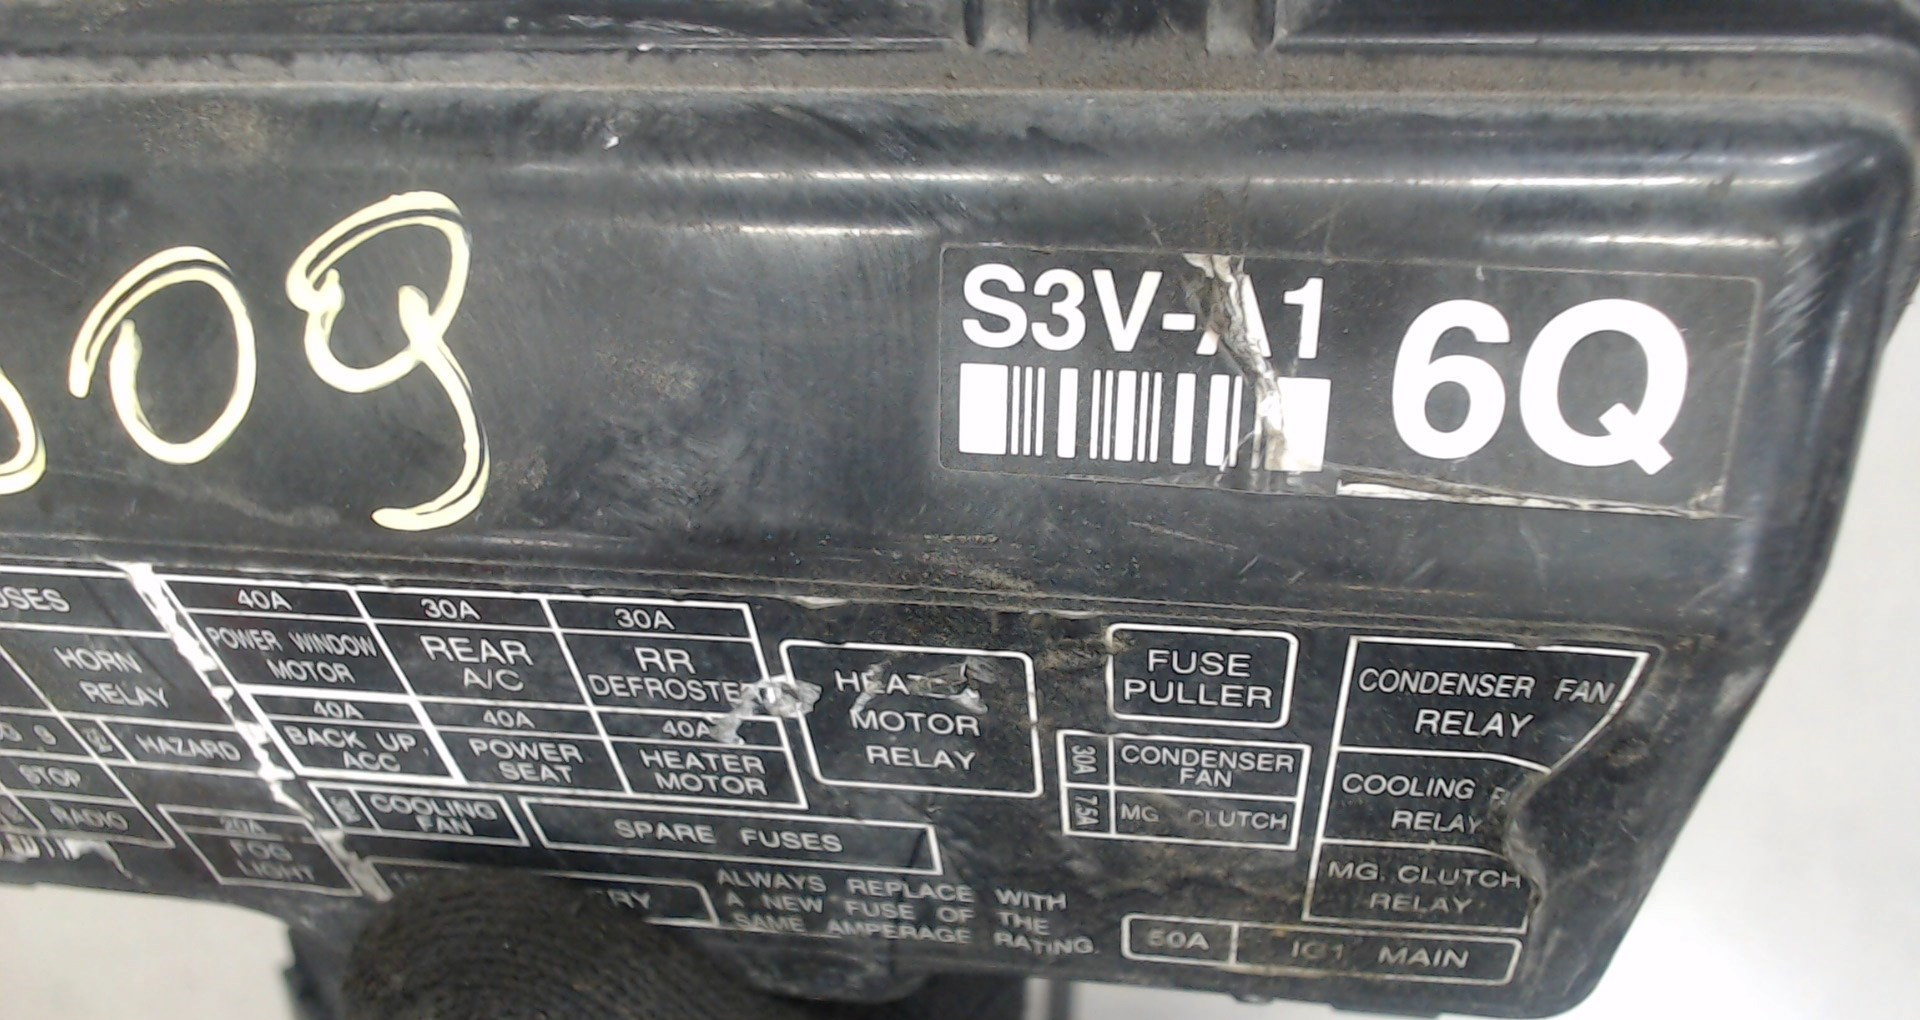 09
S3V-A1
6Q
HORN
RELAY
HAZARD
STOP
RADIO
20A
FOG
LIGHT
40A
POWER WINDOW
MOTOR
30A
REAR
A/C
30A
RR
40A
BACK UP,
ACC
40A
POWER
SEAT
40A
HEATER
MOTOR
COOLING
FAN
SPARE FUSES
HEATER
MOTOR
RELAY
FUSE
PULLER
30A
CONDENSER
FAN
7.5A
MG. CLUTCH
CONDENSER FAN
RELAY
COOLING
RELAY
MG. CLUTCH
RELAY
ALWAYS REPLACE WITH
A NEW FUSE OF THE
SAME AMPERAGE RATING.
50A
IG1 MAIN